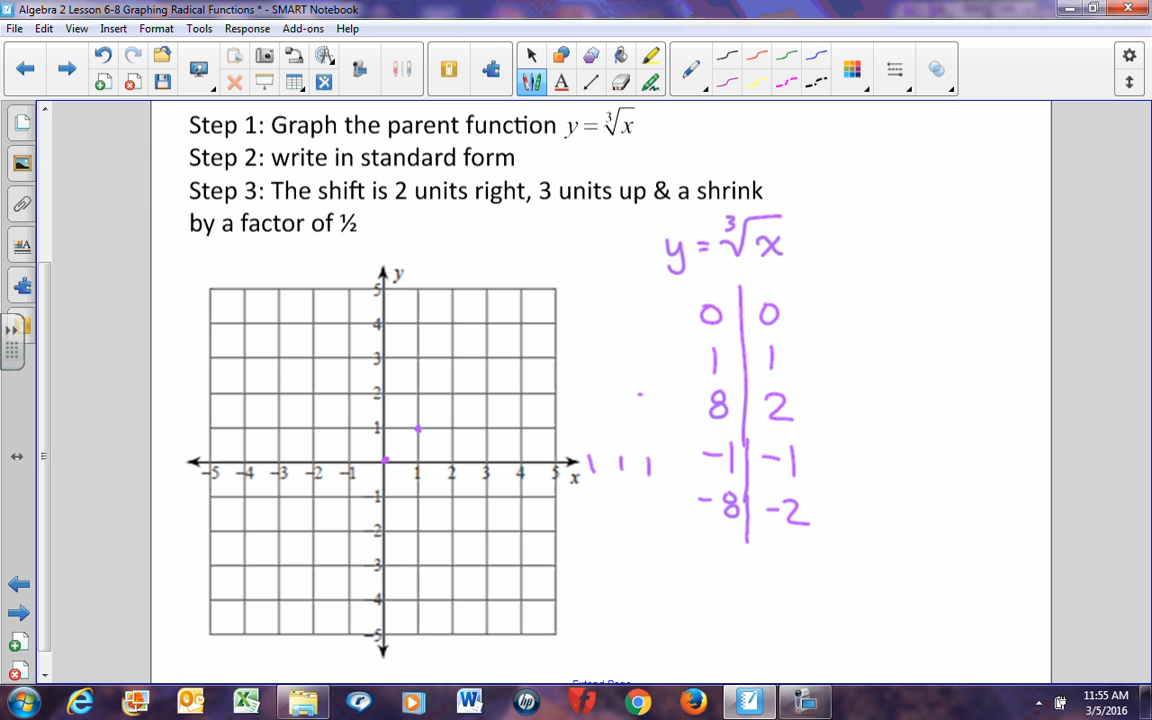 Algebra 2 Lesson 6-8 Graphing Radical Functions * - SMART Notebook
File Edit View Insert Format Tools Response Add-ons Help
Step 1: Graph the parent function y = ∛x
Step 2: write in standard form
Step 3: The shift is 2 units right, 3 units up & a shrink
by a factor of ½
y = ∛x
0 | 0
1 | 1
8 | 2
-1 | -1
-8 | -2
y
5
4
3
2
1
-5 -4 -3 -2 -1 1 2 3 4 5 x
-1
-2
-3
-4
-5
Extend Page
11:55 AM
3/5/2016